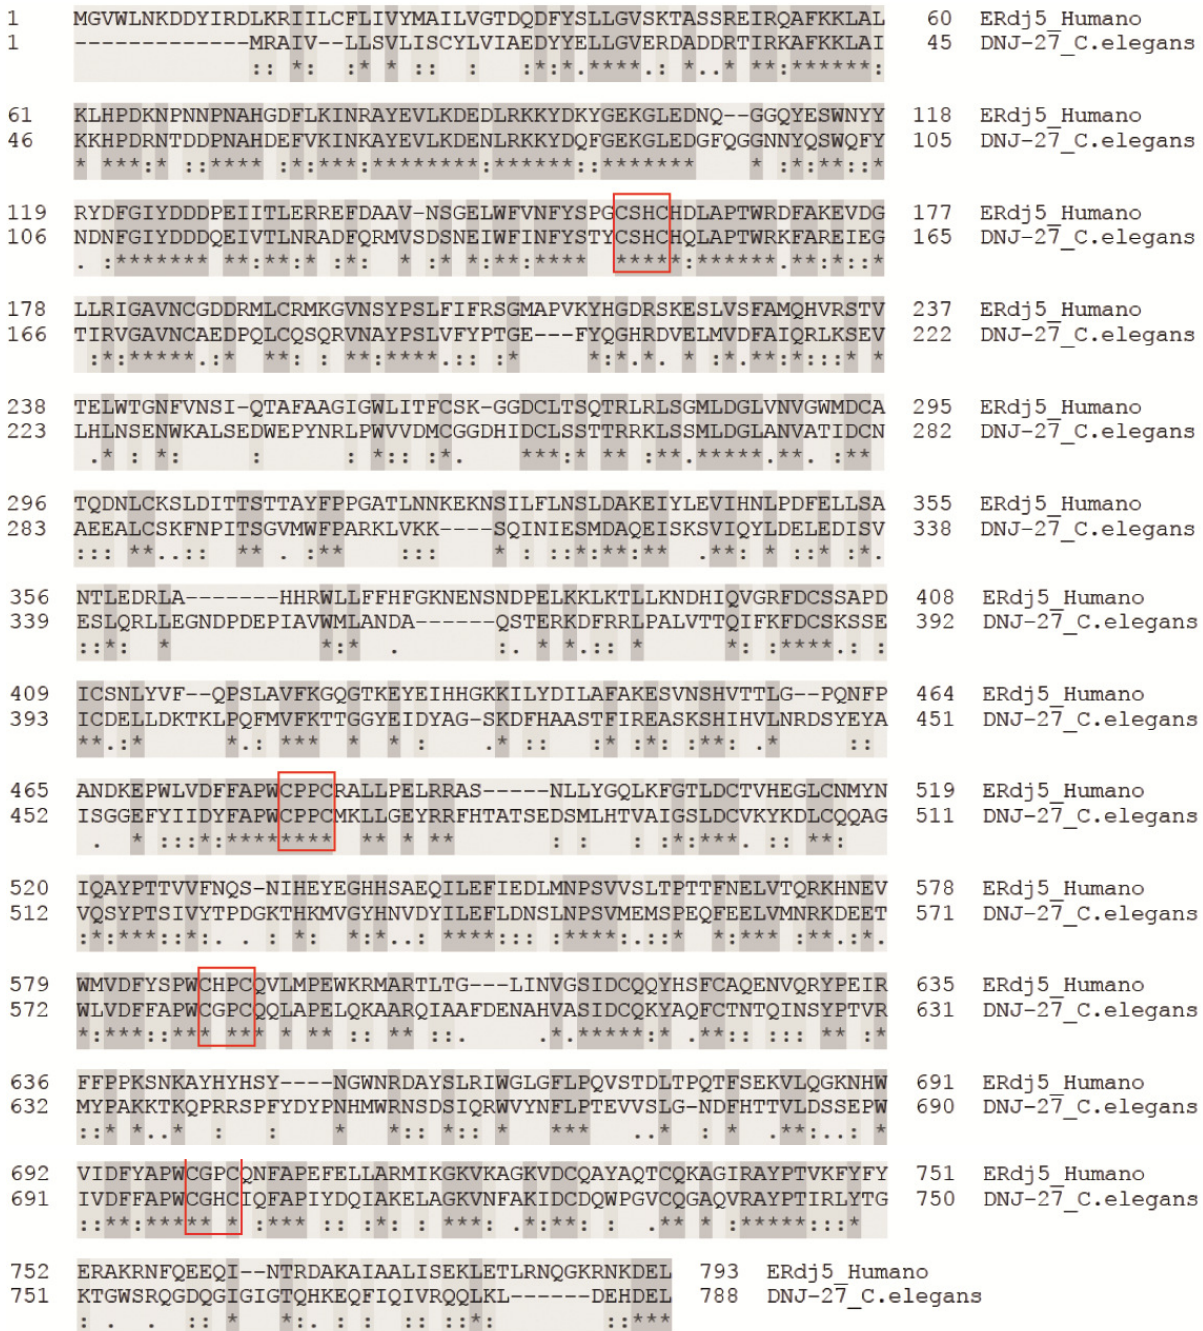 1 MGVWLNKDDYIRDLKRIILCFLIVYMAILVGTDQDFYSLLGVSKTASSREIRQAFKKLAL 60 ERdj5_Humano
1 -------------MRAIV--LLSVLISCYLVIAEDYYELLGVERDADDRTIRKAFKKLAI 45 DNJ-27_C.elegans
:: *: :* *: : *:*.**** . *..* **:******:
61 KLHPDKNPNNPNAHGDFLKINRAYEVLKDEDLRKKYDKYGEKGLEDNQ--GGQYESWNYY 118 ERdj5_Humano
46 KKHPDRNTDDPNAHDEFVKINKAYEVLKDENLRKKYDQFGEKGLEDGFQGGNNYQSWQFY 105 DNJ-27_C.elegans
* ***:* ::**** :*:***:********:******::*******. * :*:**::*
119 RYDFGIYDDDPEIITLERREFDAAV-NSGELWFVNFYSPGCSHCHDLAPTWRDFAKEVDG 177 ERdj5_Humano
106 NDNFGIYDDDQEIVTLNRADFQRMVSDSNEIWFINFYSTYCSHCHQLAPTWRKFAREIEG 165 DNJ-27_C.elegans
. :******* **:**:* :*: * :*.*:**:**** *****:******.**:*::*
178 LLRIGAVNCGDDRMLCRMKGVNSYPSLFIFRSGMAPVKYHGDRSKESLVSFAMQHVRSTV 237 ERdj5_Humano
166 TIRVGAVNCAEDPQLCQSQRVNAYPSLVFYPTGE---FYQGHRDVELMVDFAIQRLKSEV 222 DNJ-27_C.elegans
:*:*****.:* **: : **:****.:: :* *:*.*. * :*.**:*:::* *
238 TELWTGNFVNSI-QTAFAAGIGWLITFCSK-GGDCLTSQTRLRLSGMLDGLVNVGWMDCA 295 ERdj5_Humano
223 LHLNSENWKALSEDWEPYNRLPWVVDMCGGDHIDCLSSTTRRKLSSMLDGLANVATIDCN 282 DNJ-27_C.elegans
.* : *: : : *:: :*. ***:* ** :**.*****.**. :**
296 TQDNLCKSLDITTSTTAYFPPGATLNNKEKNSILFLNSLDAKEIYLEVIHNLPDFELLSA 355 ERdj5_Humano
283 AEEALCSKFNPITSGVMWFPARKLVKK----SQINIESMDAQEISKSVIQYLDELEDISV 338 DNJ-27_C.elegans
::: **..:: ** . :** ::: * : ::*:**:** .**: * ::* :*.
356 NTLEDRLA-------HHRWLLFFHFGKNENSNDPELKKLKTLLKNDHIQVGRFDCSSAPD 408 ERdj5_Humano
339 ESLQRLLEGNDPDEPIAVWMLANDA------QSTERKDFRRLPALVTTQIFKFDCSKSSE 392 DNJ-27_C.elegans
::*: * *:* . :. * *.:: * *: :****.: :
409 ICSNLYVF--QPSLAVFKGQGTKEYEIHHGKKILYDILAFAKESVNSHVTTLG--PQNFP 464 ERdj5_Humano
393 ICDELLDKTKLPQFMVFKTTGGYEIDYAG-SKDFHAASTFIREASKSHIHVLNRDSYEYA 451 DNJ-27_C.elegans
**.:* *.: *** * * : .* :: :* :*: :**: .* ::
465 ANDKEPWLVDFFAPWCPPCRALLPELRRAS-----NLLYGQLKFGTLDCTVHEGLCNMYN 519 ERdj5_Humano
452 ISGGEFYIIDYFAPWCPPCMKLLGEYRRFHTATSEDSMLHTVAIGSLDCVKYKDLCQQAG 511 DNJ-27_C.elegans
. * :::*:******** ** * ** : : : :*:***. ::.**:
520 IQAYPTTVVFNQS-NIHEYEGHHSAEQILEFIEDLMNPSVVSLTPTTFNELVTQRKHNEV 578 ERdj5_Humano
512 VQSYPTSIVYTPDGKTHKMVGYHNVDYILEFLDNSLNPSVMEMSPEQFEELVMNRKDEET 571 DNJ-27_C.elegans
:*:***::*:. . : *: *:*..: ****::: :****:.::* *:*** :**.:*.
579 WMVDFYSPWCHPCQVLMPEWKRMARTLTG---LINVGSIDCQQYHSFCAQENVQRYPEIR 635 ERdj5_Humano
572 WLVDFFAPWCGPCQQLAPELQKAARQIAAFDENAHVASIDCQKYAQFCTNTQINSYPTVR 631 DNJ-27_C.elegans
*:***::*** *** * ** :: ** ::. .*.*****:* .**:: ::: ** :*
636 FFPPKSNKAYHYHSY----NGWNRDAYSLRIWGLGFLPQVSTDLTPQTFSEKVLQGKNHW 691 ERdj5_Humano
632 MYPAKKTKQPRRSPFYDYPNHMWRNSDSIQRWVYNFLPTEVVSLG-NDFHTTVLDSSEPW 690 DNJ-27_C.elegans
::* *..* : : * *:: *:: * *** ..* : * .**:..: *
692 VIDFYAPWCGPCQNFAPEFELLARMIKGKVKAGKVDCQAYAQTCQKAGIRAYPTVKFYFY 751 ERdj5_Humano
691 IVDFFAPWCGHCIQFAPIYDQIAKELAGKVNFAKIDCDQWPGVCQGAQVRAYPTIRLYTG 750 DNJ-27_C.elegans
::**:***** * :*** :: :*: : ***: .*:**: : .** * :*****:::*
752 ERAKRNFQEEQI--NTRDAKAIAALISEKLETLRNQGKRNKDEL 793 ERdj5_Humano
751 KTGWSRQGDQGIGIGTQHKEQFIQIVRQQLKL------DEHDEL 788 DNJ-27_C.elegans
: . . :: * *:. : : :: ::*: ::***